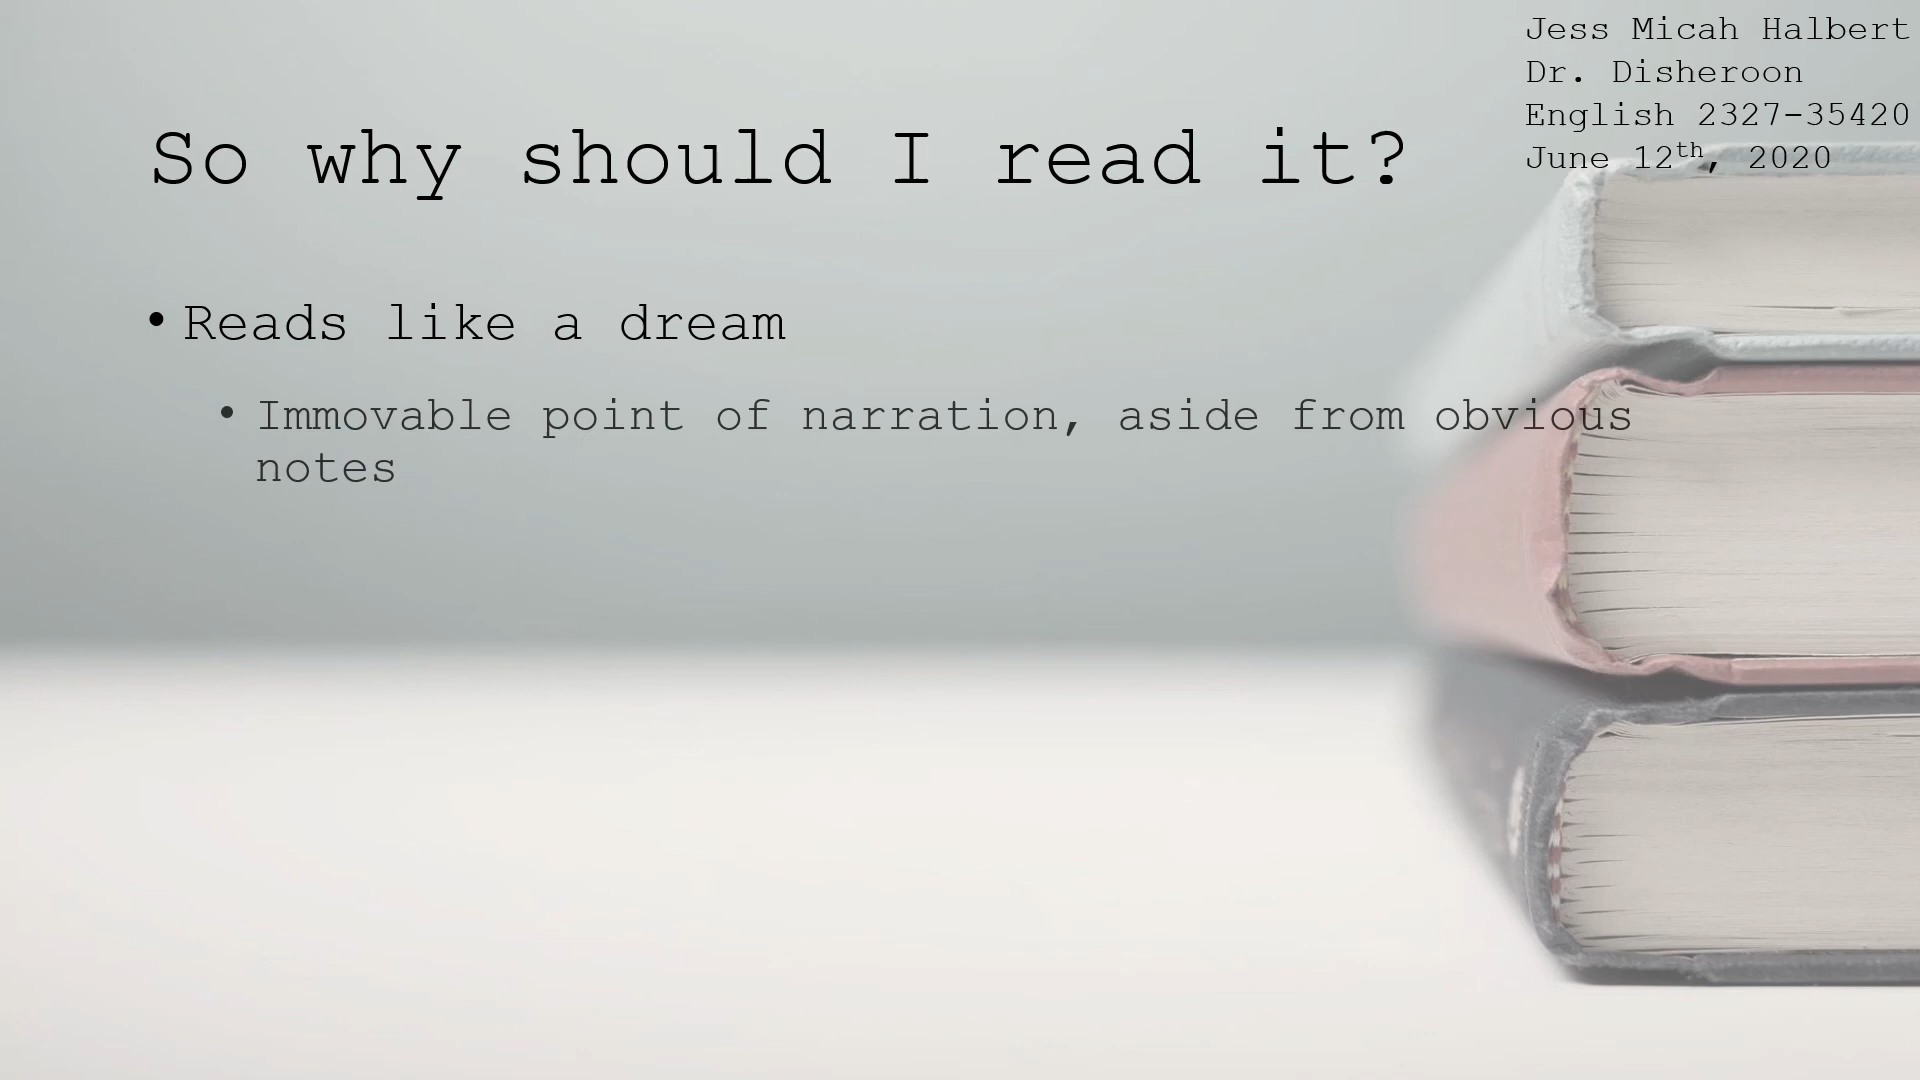 Jess Micah Halbert
Dr. Disheroon
English 2327-35420
June 12th, 2020
So why should I read it?
• Reads like a dream
• Immovable point of narration, aside from obvious
notes